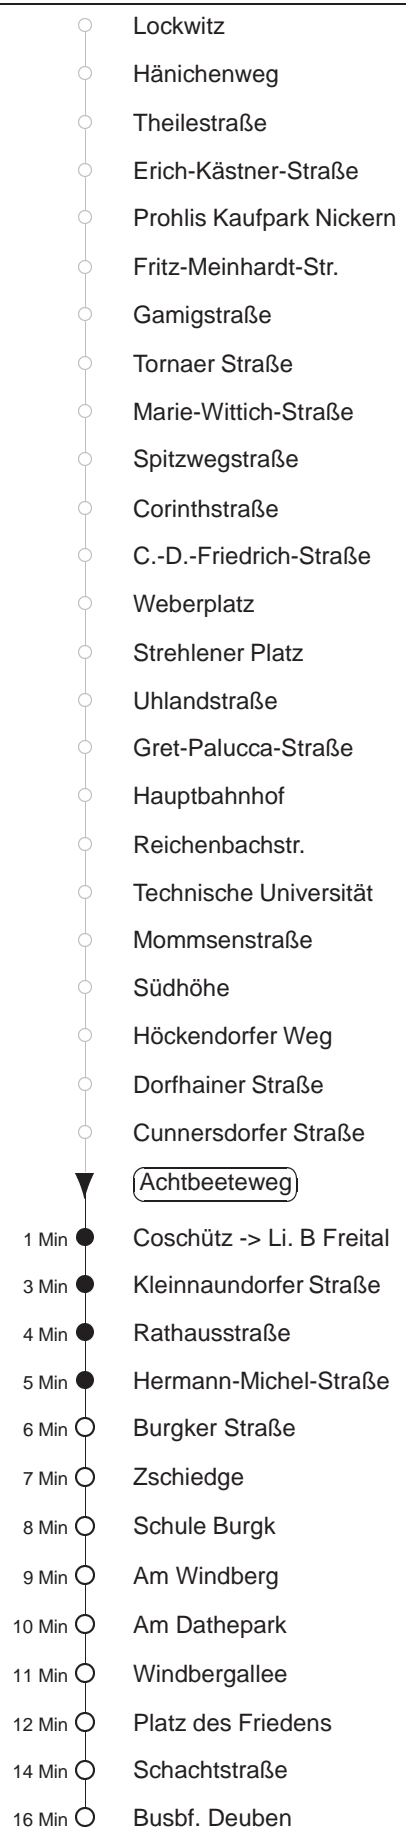 Lockwitz
Hänichenweg
Theilestraße
Erich-Kästner-Straße
Prohlis Kaufpark Nickern
Fritz-Meinhardt-Str.
Gamigstraße
Tornaer Straße
Marie-Wittich-Straße
Spitzwegstraße
Corinthstraße
C.-D.-Friedrich-Straße
Weberplatz
Strehlener Platz
Uhlandstraße
Gret-Palucca-Straße
Hauptbahnhof
Reichenbachstr.
Technische Universität
Mommsenstraße
Südhöhe
Höckendorfer Weg
Dorfhainer Straße
Cunnersdorfer Straße
Achtbeeteweg
1 Min Coschütz -> Li. B Freital
3 Min Kleinnaundorfer Straße
4 Min Rathausstraße
5 Min Hermann-Michel-Straße
6 Min Burgker Straße
7 Min Zschiedge
8 Min Schule Burgk
9 Min Am Windberg
10 Min Am Dathepark
11 Min Windbergallee
12 Min Platz des Friedens
14 Min Schachtstraße
16 Min Busbf. Deuben